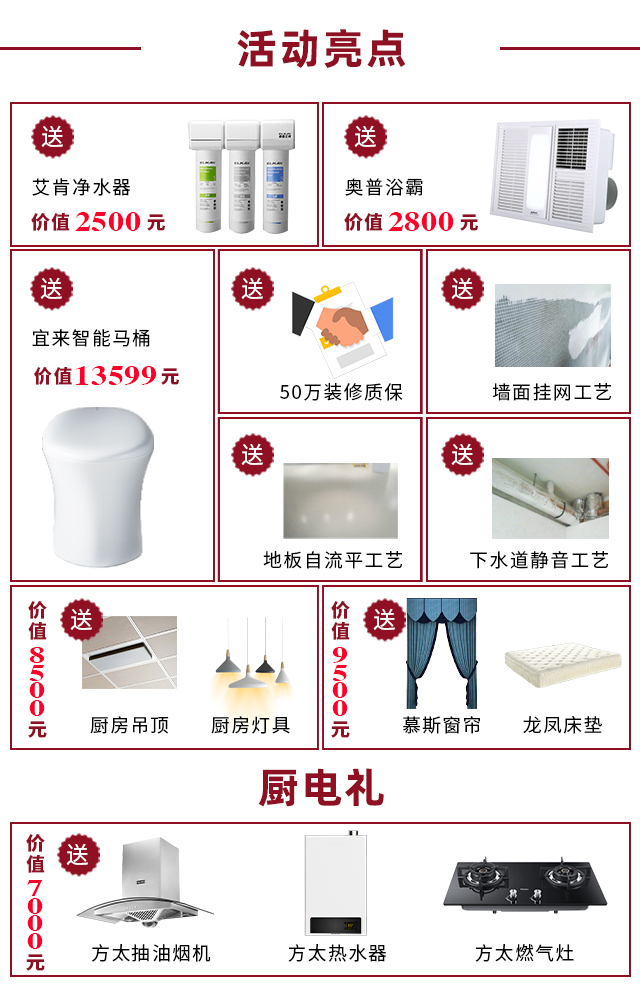 活动亮点
送
艾肯净水器
价值2500元
送
奥普浴霸
价值2800元
送
宜来智能马桶
价值13599元
送
50万装修质保
送
墙面挂网工艺
送
地板自流平工艺
送
下水道静音工艺
价值8500元
送
厨房吊顶
厨房灯具
价值9500元
送
慕斯窗帘
龙凤床垫
厨电礼
价值7000元
送
方太抽油烟机
方太热水器
方太燃气灶